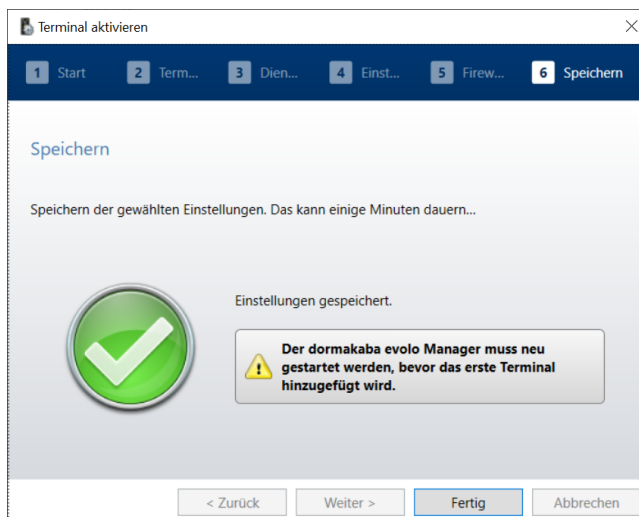 Terminal aktivieren
1 Start 2 Term... 3 Dien... 4 Einst... 5 Firew... 6 Speichern
Speichern
Speichern der gewählten Einstellungen. Das kann einige Minuten dauern...
Einstellungen gespeichert.
Der dormakaba evolo Manager muss neu
gestartet werden, bevor das erste Terminal
hinzugefügt wird.
< Zurück Weiter > Fertig Abbrechen